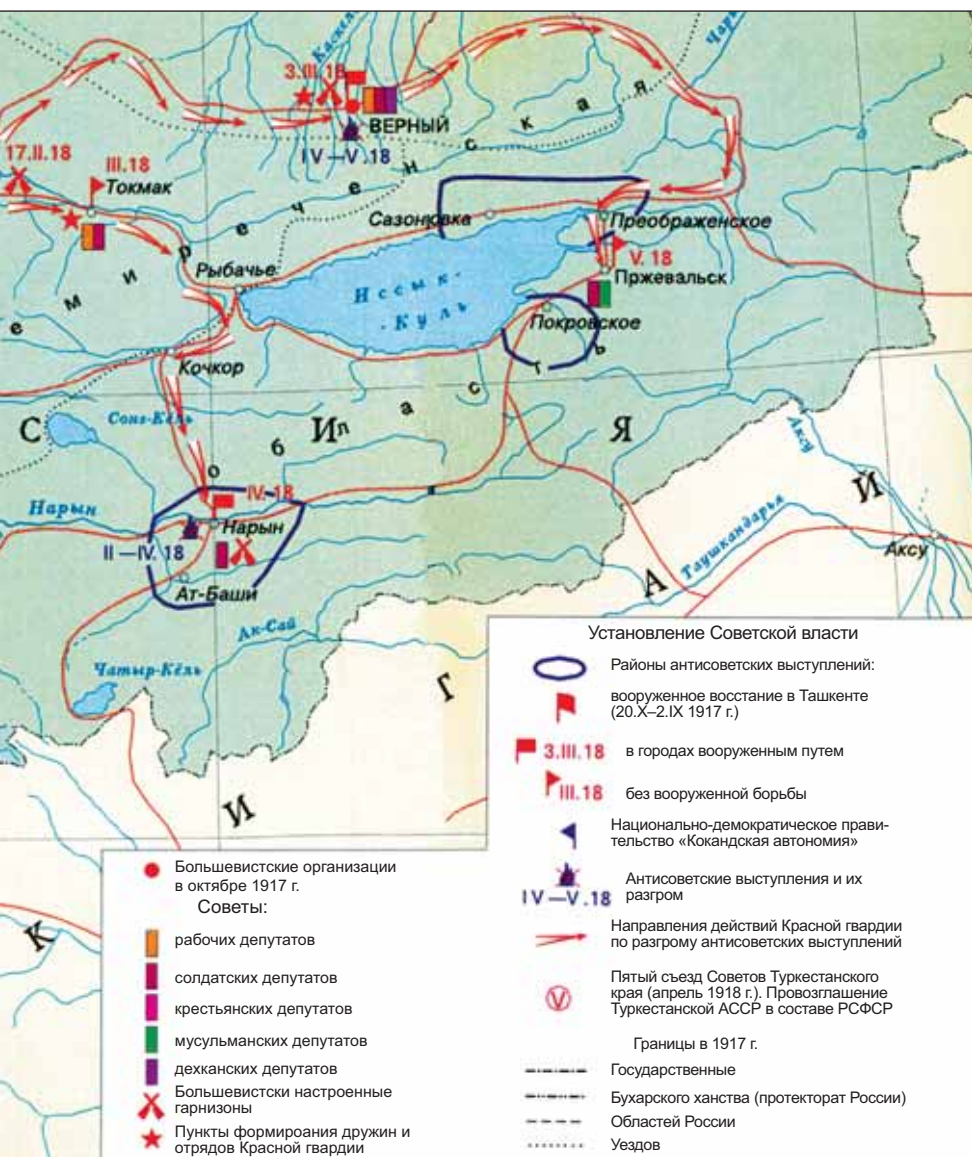 Каскел
Чары
3.III.18
ВЕРНЫЙ
IV—V.18
17.II.18
III.18
Токмак
Сазоновка
Преображенское
V. 18
Пржевальск
Рыбачье
Иссык-
-Куль
Покровское
Кочкор
емиреченская
область
С И Я
Сонг-Кёль
Нарын
IV.18
Нарын
II—IV. 18
Ат-Баши
Ак-Сай
Чатыр-Кёль
Аксу
Таушкандарья
Аксу
К И Г А Й
Установление Советской власти
Районы антисоветских выступлений:
вооруженное восстание в Ташкенте
(20.X–2.IX 1917 г.)
3.III.18 в городах вооруженным путем
III.18 без вооруженной борьбы
Национально-демократическое прави-
тельство «Кокандская автономия»
Антисоветские выступления и их
IV—V.18 разгром
Направления действий Красной гвардии
по разгрому антисоветских выступлений
V
Пятый съезд Советов Туркестанского
края (апрель 1918 г.). Провозглашение
Туркестанской АССР в составе РСФСР
Границы в 1917 г.
Государственные
Бухарского ханства (протекторат России)
Областей России
Уездов
Большевистские организации
в октябре 1917 г.
Советы:
рабочих депутатов
солдатских депутатов
крестьянских депутатов
мусульманских депутатов
дехканских депутатов
Большевистски настроенные
гарнизоны
Пункты формироания дружин и
отрядов Красной гвардии